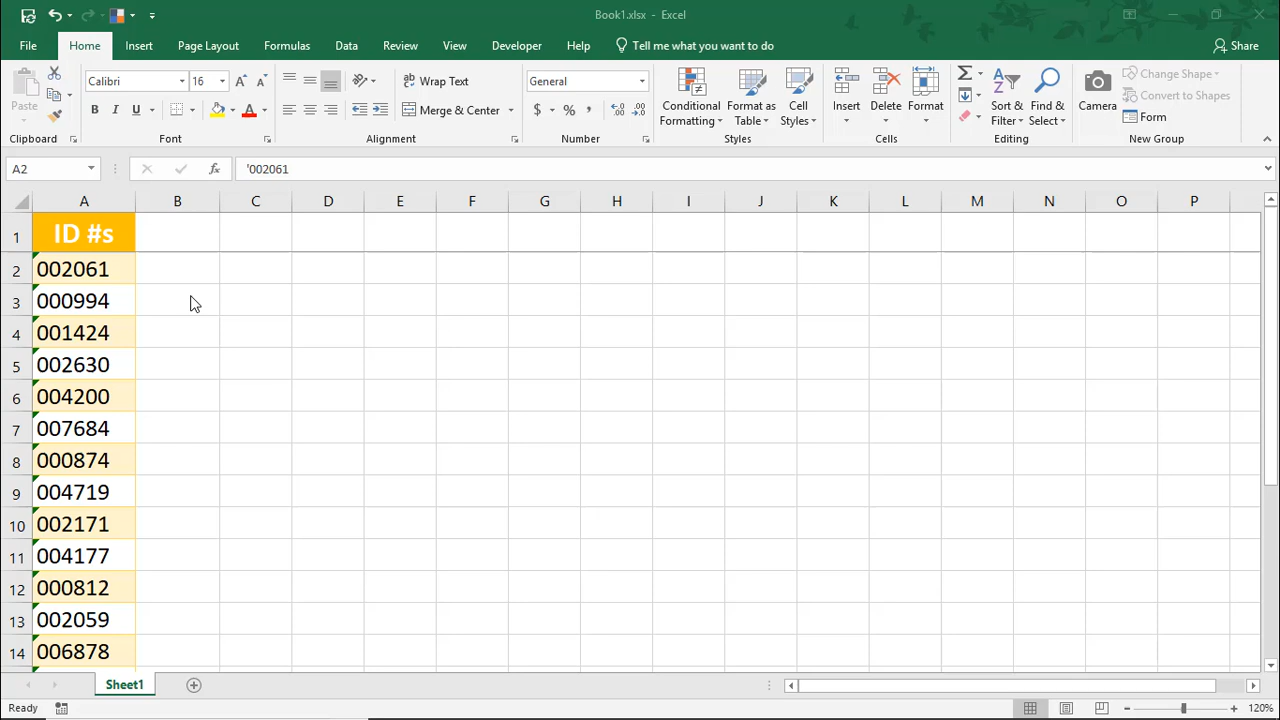 Book1.xlsx - Excel
File Home Insert Page Layout Formulas Data Review View Developer Help Tell me what you want to do Share
Paste
Calibri 16
Wrap Text
General
Conditional Formatting
Format as Table
Cell Styles
Insert
Delete
Format
Sort & Filter
Find & Select
Camera
Change Shape
Convert to Shapes
Form
B I U A
Merge & Center
$ % ,
Clipboard Font Alignment Number Styles Cells Editing New Group
A2 fx '002061
A B C D E F G H I J K L M N O P
1 ID #s
2 002061
3 000994
4 001424
5 002630
6 004200
7 007684
8 000874
9 004719
10 002171
11 004177
12 000812
13 002059
14 006878
Sheet1
Ready 120%